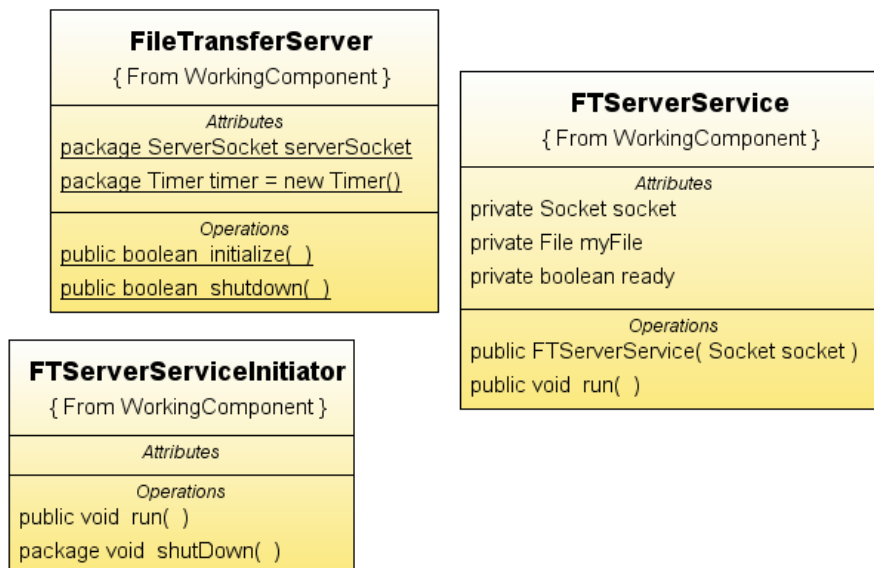 FileTransferServer
{ From WorkingComponent }
Attributes
package ServerSocket serverSocket
package Timer timer = new Timer()
Operations
public boolean initialize( )
public boolean shutdown( )
FTServerService
{ From WorkingComponent }
Attributes
private Socket socket
private File myFile
private boolean ready
Operations
public FTServerService( Socket socket )
public void run( )
FTServerServiceInitiator
{ From WorkingComponent }
Attributes
Operations
public void run( )
package void shutDown( )